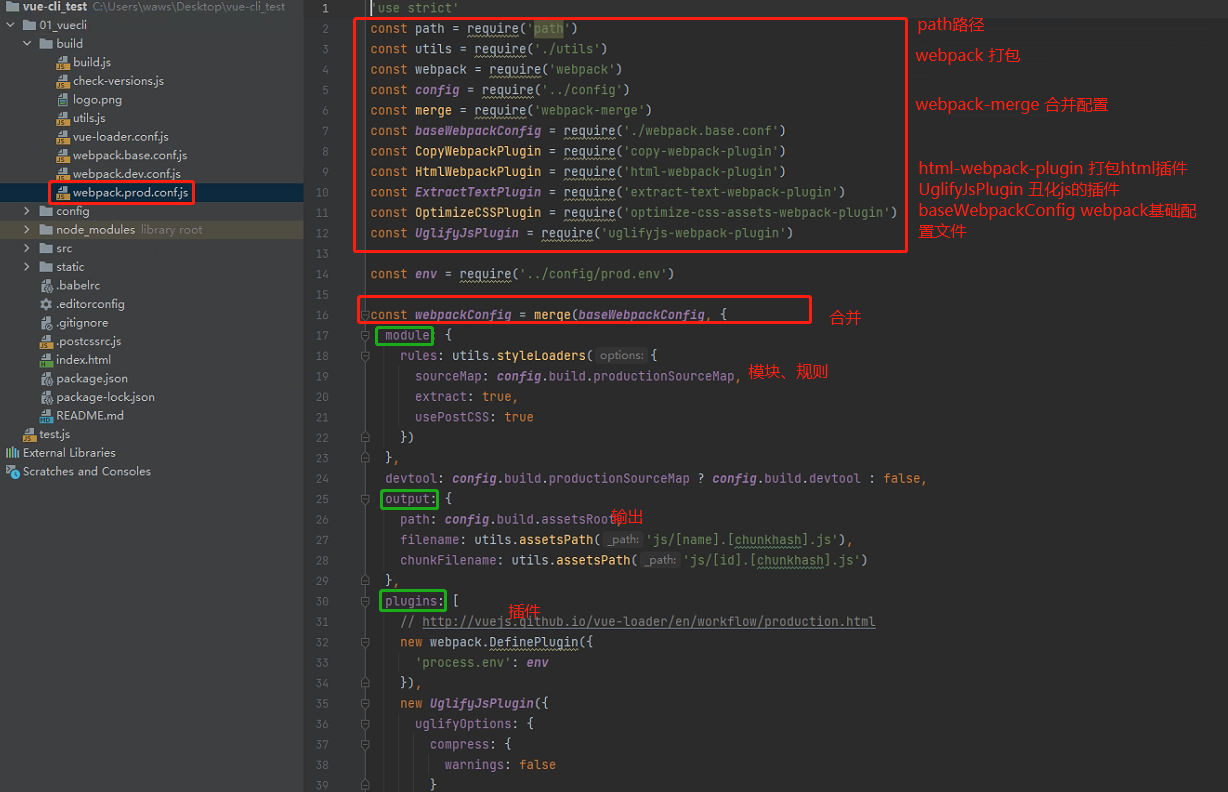 vue-cli_test C:\Users\waws\Desktop\vue-cli_test
01_vuecli
build
build.js
check-versions.js
logo.png
utils.js
vue-loader.conf.js
webpack.base.conf.js
webpack.dev.conf.js
webpack.prod.conf.js
config
node_modules library root
src
static
.babelrc
.editorconfig
.gitignore
.postcssrc.js
index.html
package.json
package-lock.json
README.md
test.js
External Libraries
Scratches and Consoles
1 'use strict'
2 const path = require('path')
3 const utils = require('./utils')
4 const webpack = require('webpack')
5 const config = require('../config')
6 const merge = require('webpack-merge')
7 const baseWebpackConfig = require('./webpack.base.conf')
8 const CopyWebpackPlugin = require('copy-webpack-plugin')
9 const HtmlWebpackPlugin = require('html-webpack-plugin')
10 const ExtractTextPlugin = require('extract-text-webpack-plugin')
11 const OptimizeCSSPlugin = require('optimize-css-assets-webpack-plugin')
12 const UglifyJsPlugin = require('uglifyjs-webpack-plugin')
13
14 const env = require('../config/prod.env')
15
16 const webpackConfig = merge(baseWebpackConfig, {
17 module: {
18 rules: utils.styleLoaders( options: {
19 sourceMap: config.build.productionSourceMap,
20 extract: true,
21 usePostCSS: true
22 })
23 },
24 devtool: config.build.productionSourceMap ? config.build.devtool : false,
25 output: {
26 path: config.build.assetsRoot,
27 filename: utils.assetsPath( _path: 'js/[name].[chunkhash].js'),
28 chunkFilename: utils.assetsPath( _path: 'js/[id].[chunkhash].js')
29 },
30 plugins: [
31 // http://vuejs.github.io/vue-loader/en/workflow/production.html
32 new webpack.DefinePlugin({
33 'process.env': env
34 }),
35 new UglifyJsPlugin({
36 uglifyOptions: {
37 compress: {
38 warnings: false
39 }
path路径
webpack 打包
webpack-merge 合并配置
html-webpack-plugin 打包html插件
UglifyJsPlugin 丑化js的插件
baseWebpackConfig webpack基础配
置文件
合并
模块、规则
输出
插件